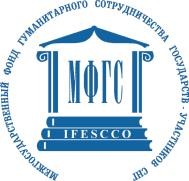 МЕЖГОСУДАРСТВЕННЫЙ ФОНД ГУМАНИТАРНОГО СОТРУДНИЧЕСТВА ГОСУДАРСТВ - УЧАСТНИКОВ СНГ
МФГС
IFESCCO